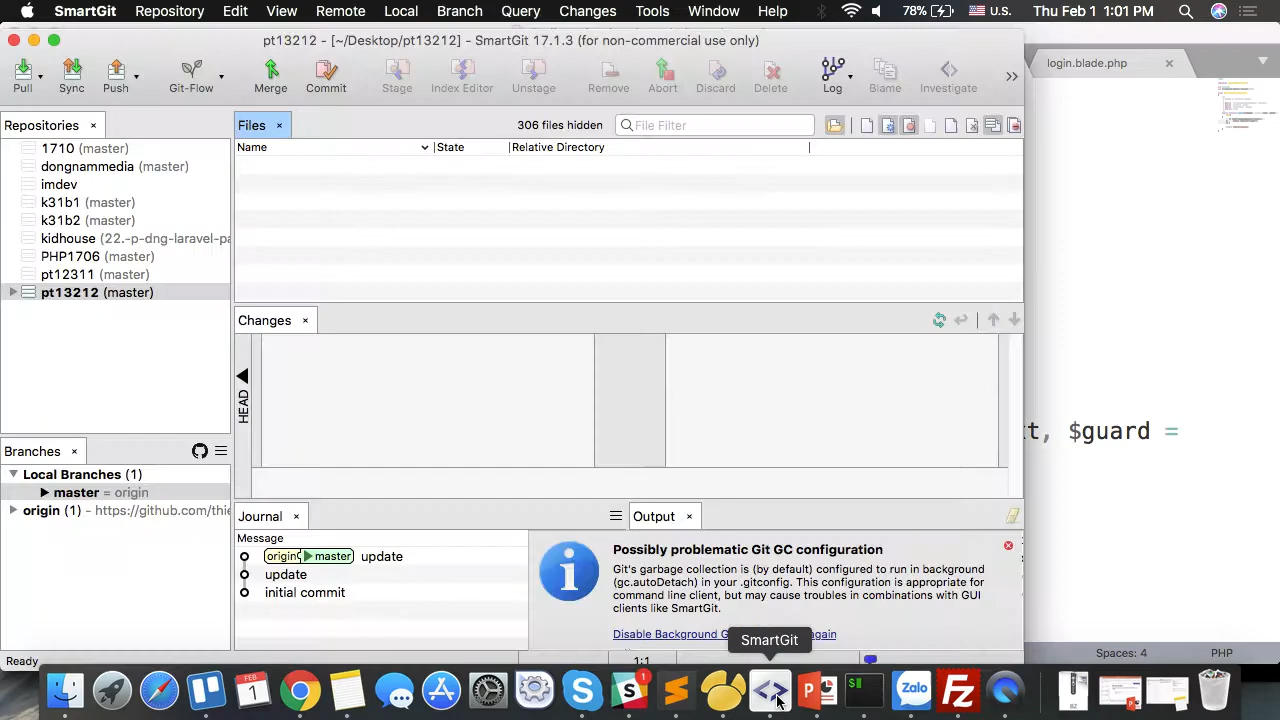 SmartGit Repository Edit View Remote Local Branch Query Changes Tools Window Help 78% U.S. Thu Feb 1 1:01 PM
pt13212 - [~/Desktop/pt13212] - SmartGit 17.1.3 (for non-commercial use only)
login.blade.php
Pull Sync Push Git-Flow Merge Commit Stage Index Editor Remove Abort Discard Delete Log Blame Investigate
Repositories
Files
Name State Relative Directory
1710 (master)
dongnammedia (master)
imdev
k31b1 (master)
k31b2 (master)
kidhouse (22.-p-dng-laravel-pa
PHP1706 (master)
pt12311 (master)
pt13212 (master)
Changes
HEAD
$guard =
Branches
Local Branches (1)
master = origin
origin (1) - https://github.com/thie
Journal
Message
origin master update
update
initial commit
Output
Possibly problematic Git GC configuration
Git's garbage collection is (by default) configured to run in background
(gc.autoDetach) in your .gitconfig. This configuration is appropriate for
command line client, but may cause troubles in combinations with GUI
clients like SmartGit.
Disable Background again
SmartGit
Ready
1:1
Spaces: 4 PHP
FEB
1
1
Zalo
FZ